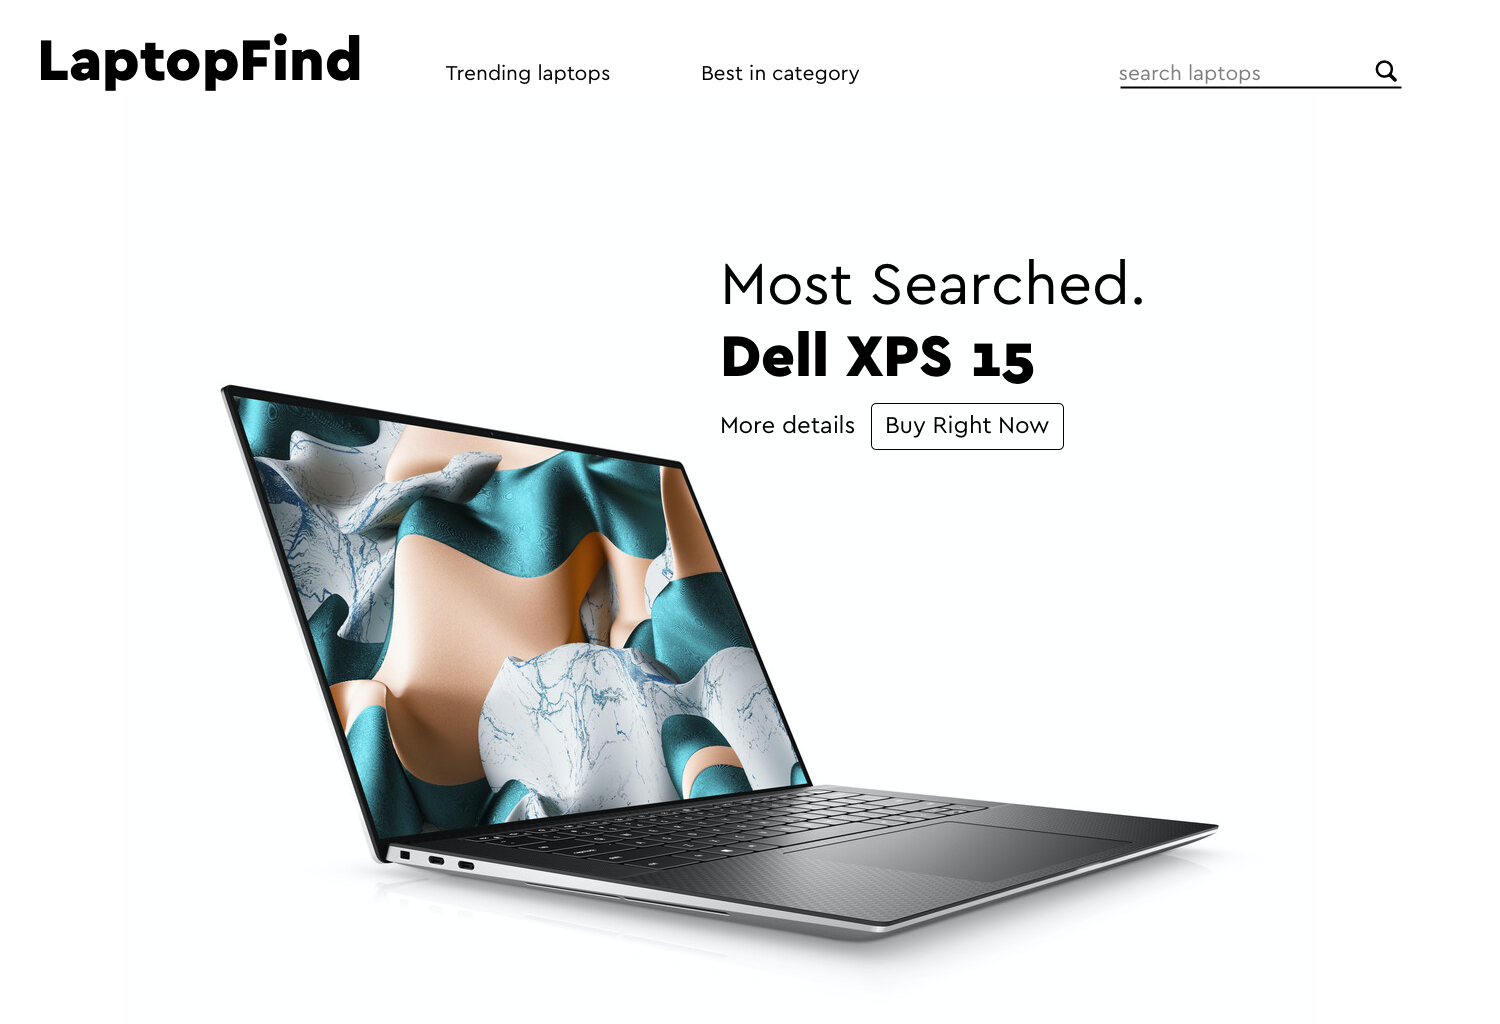 LaptopFind
Trending laptops
Best in category
search laptops
Most Searched.
Dell XPS 15
More details
Buy Right Now